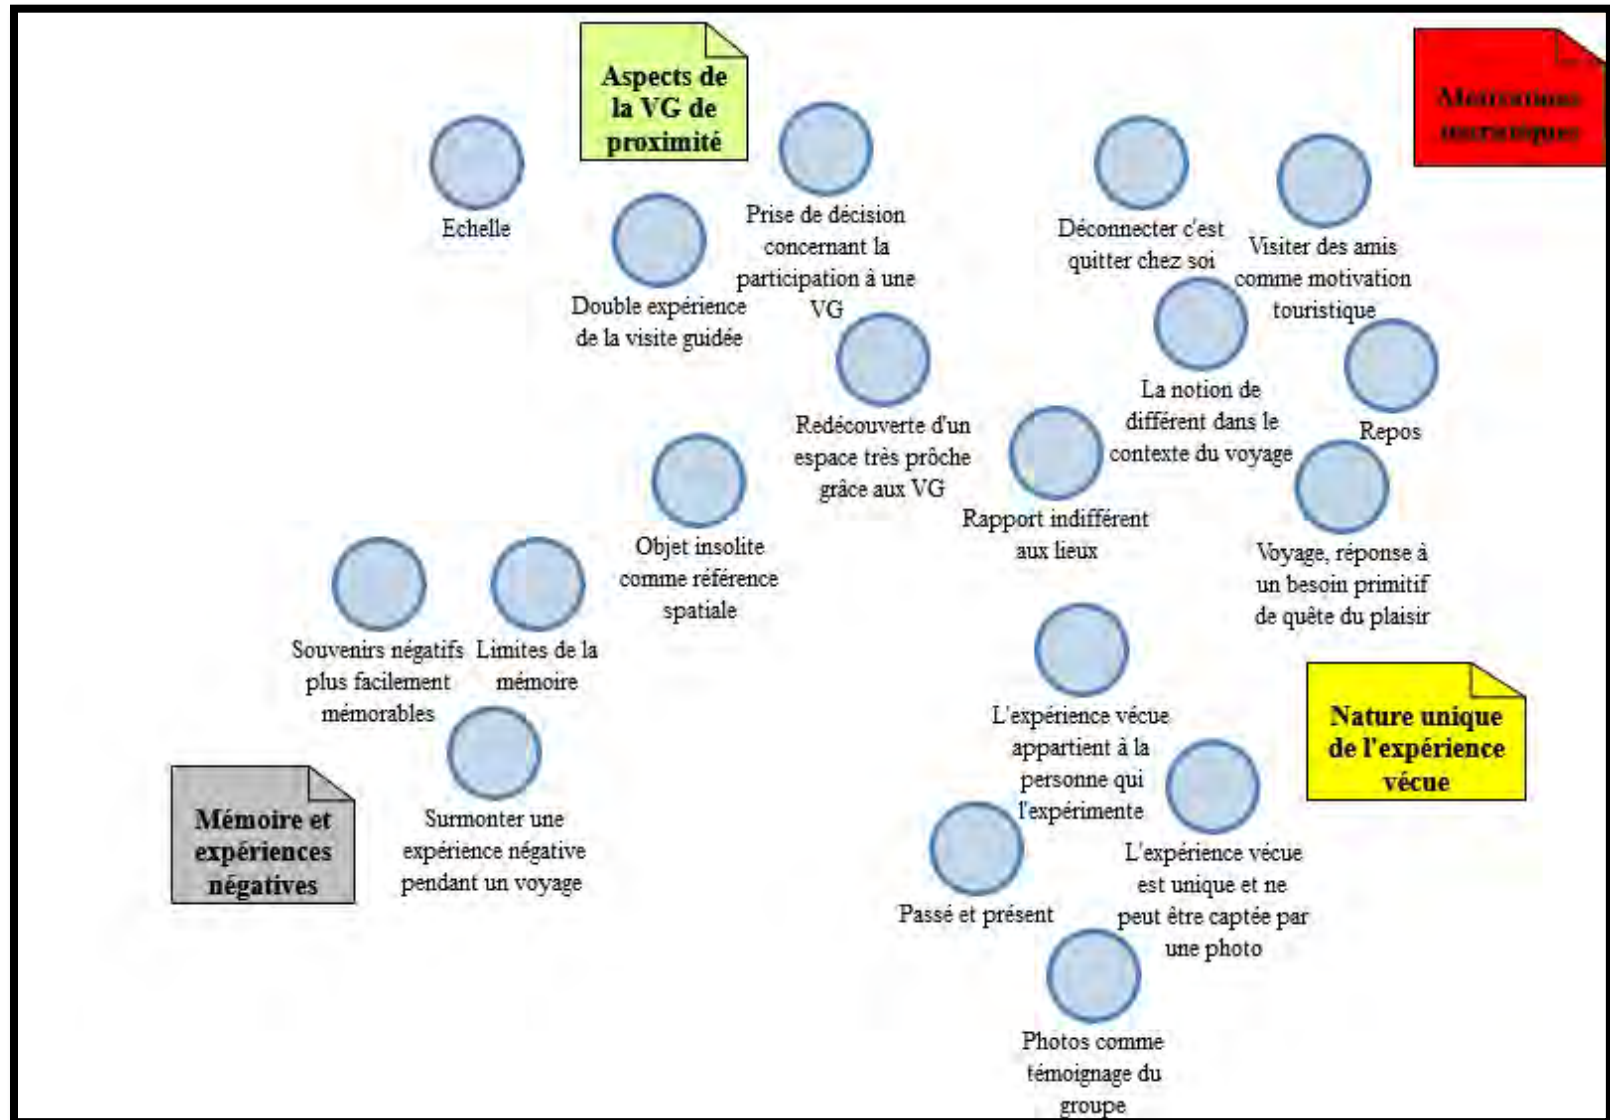 Aspects de
la VG de
proximité
Echelle
Double expérience
de la visite guidée
Prise de décision
concernant la
participation à une
VG
Redécouverte d'un
espace très prôche
grâce aux VG
Objet insolite
comme référence
spatiale
Déconnecter c'est
quitter chez soi
Visiter des amis
comme motivation
touristique
La notion de
différent dans le
contexte du voyage
Repos
Rapport indifférent
aux lieux
Voyage, réponse à
un besoin primitif
de quête du plaisir
Souvenirs négatifs
plus facilement
mémorables
Limites de la
mémoire
Surmonter une
expérience négative
pendant un voyage
Mémoire et
expériences
négatives
L'expérience vécue
appartient à la
personne qui
l'expérimente
Nature unique
de l'expérience
vécue
Passé et présent
L'expérience vécue
est unique et ne
peut être captée par
une photo
Photos comme
témoignage du
groupe